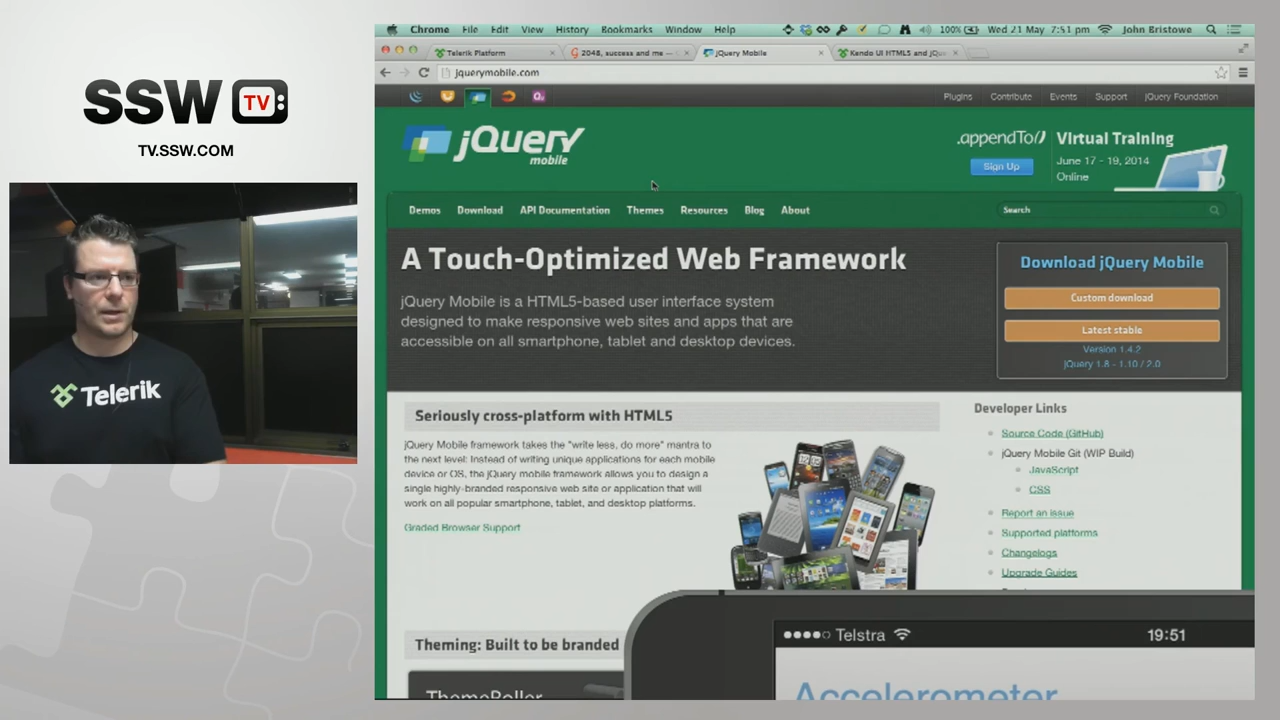 SSW TV:
TV.SSW.COM
Telerik
Chrome File Edit View History Bookmarks Window Help 100% Wed 21 May 7:51 pm John Bristowe
Telerik Platform × 2048, success and me — × jQuery Mobile × Kendo UI HTML5 and jQu ×
jquerymobile.com
Plugins Contribute Events Support jQuery Foundation
jQuery
mobile
.appendTo() Virtual Training
Sign Up June 17 - 19, 2014
Online
Demos Download API Documentation Themes Resources Blog About Search
A Touch-Optimized Web Framework
jQuery Mobile is a HTML5-based user interface system
designed to make responsive web sites and apps that are
accessible on all smartphone, tablet and desktop devices.
Download jQuery Mobile
Custom download
Latest stable
Version 1.4.2
jQuery 1.8 - 1.10 / 2.0
Seriously cross-platform with HTML5
jQuery Mobile framework takes the "write less, do more" mantra to
the next level: Instead of writing unique applications for each mobile
device or OS, the jQuery mobile framework allows you to design a
single highly-branded responsive web site or application that will
work on all popular smartphone, tablet, and desktop platforms.
Graded Browser Support
Developer Links
Source Code (GitHub)
jQuery Mobile Git (WIP Build)
JavaScript
CSS
Report an issue
Supported platforms
Changelogs
Upgrade Guides
Theming: Built to be branded
ThemeRoller
Telstra 19:51
Accelerometer